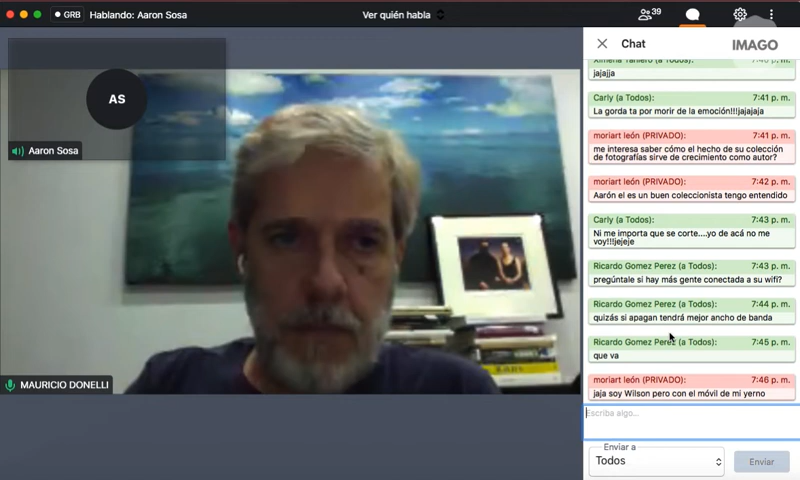 GRB
Hablando: Aaron Sosa
Ver quién habla
39
AS
Aaron Sosa
MAURICIO DONELLI
Chat
IMAGO
(a Todos):
jajajja
Carly (a Todos):
7:41 p. m.
La gorda ta por morir de la emoción!!!jajajaja
moriart león (PRIVADO):
7:41 p. m.
me interesa saber cómo el hecho de su colección
de fotografías sirve de crecimiento como autor?
moriart león (PRIVADO):
7:42 p. m.
Aarón el es un buen coleccionista tengo entendido
Carly (a Todos):
7:43 p. m.
Ni me importa que se corte....yo de acá no me
voy!!!jejeje
Ricardo Gomez Perez (a Todos):
7:43 p. m.
pregúntale si hay más gente conectada a su wifi?
Ricardo Gomez Perez (a Todos):
7:44 p. m.
quizás si apagan tendrá mejor ancho de banda
Ricardo Gomez Perez (a Todos):
7:45 p. m.
que va
moriart león (PRIVADO):
7:46 p. m.
jaja soy Wilson pero con el móvil de mi yerno
Escriba algo...
Enviar a
Todos
Enviar